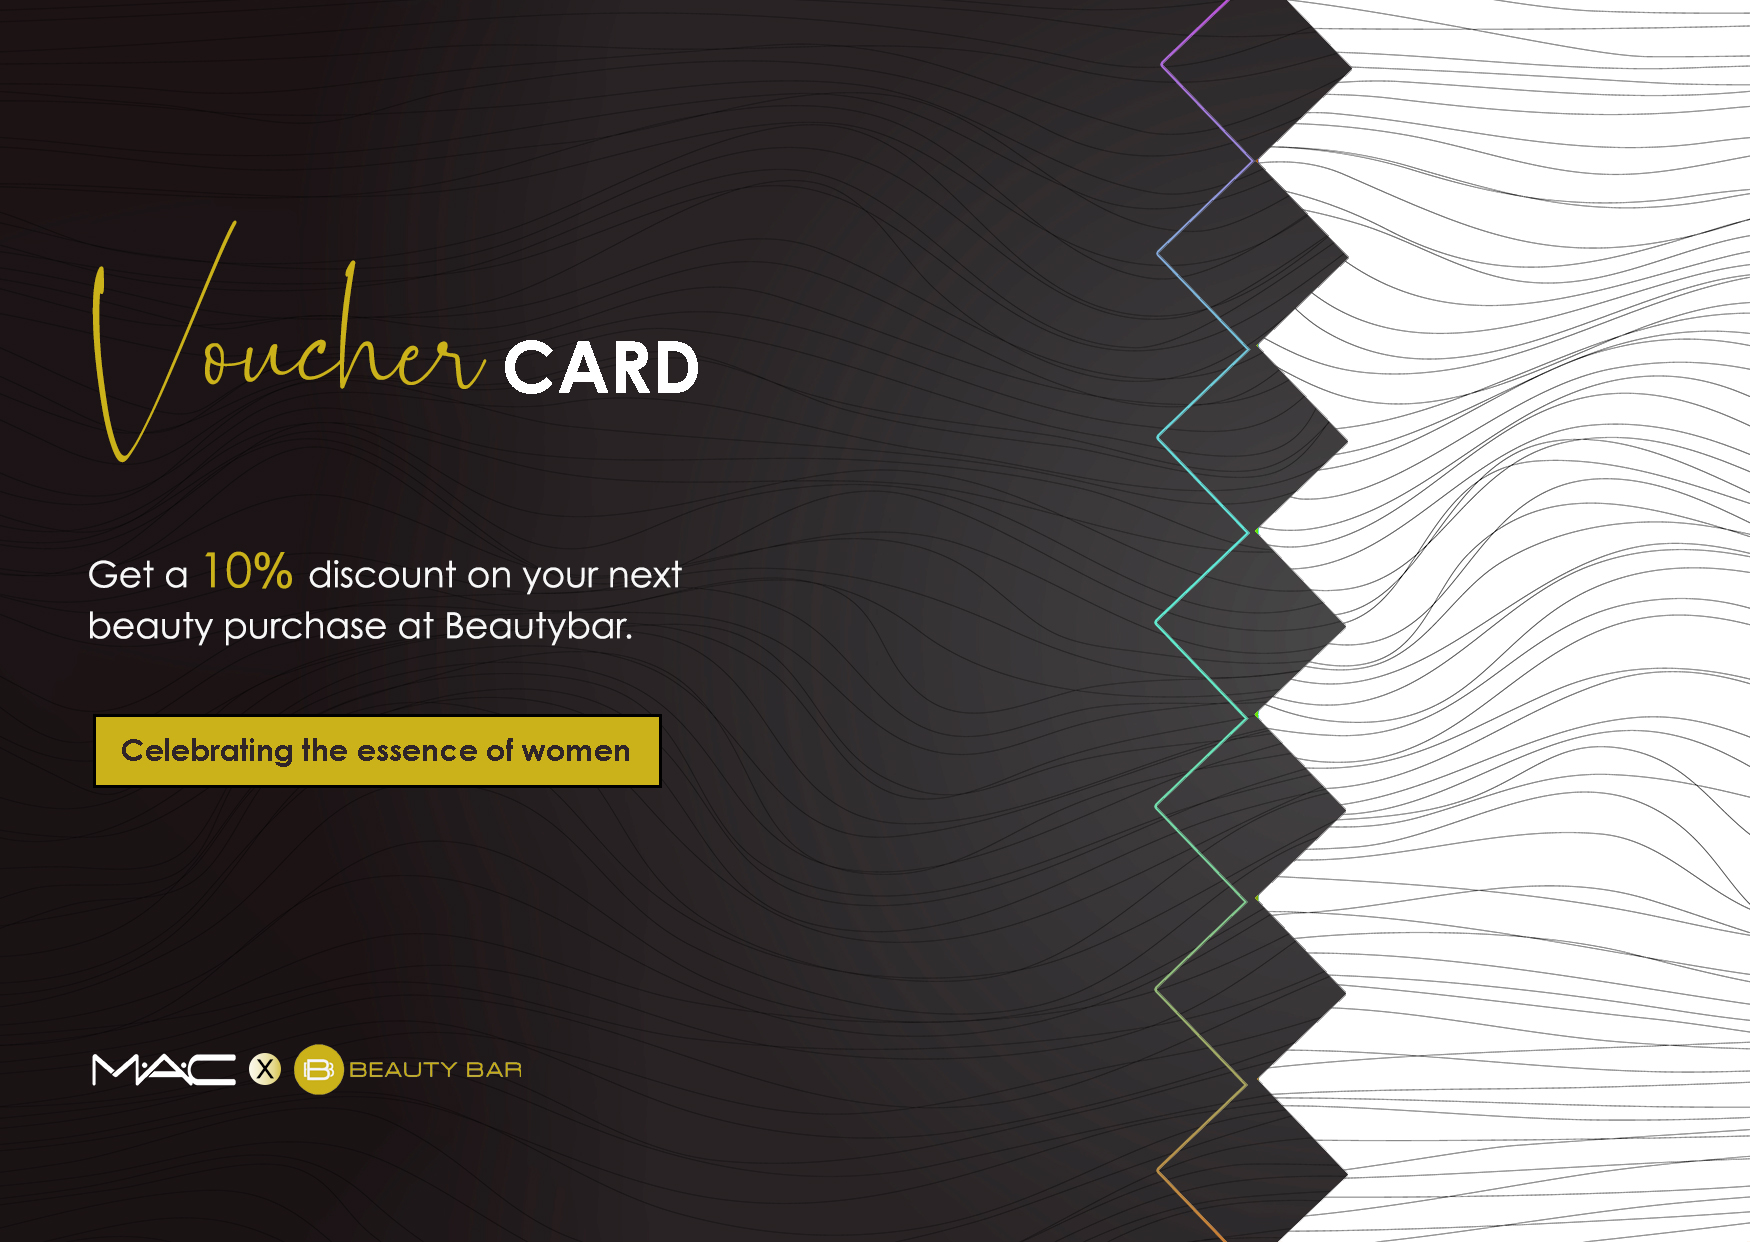 Voucher CARD
Get a 10% discount on your next
beauty purchase at Beautybar.
Celebrating the essence of women
M·A·C X B BEAUTY BAR